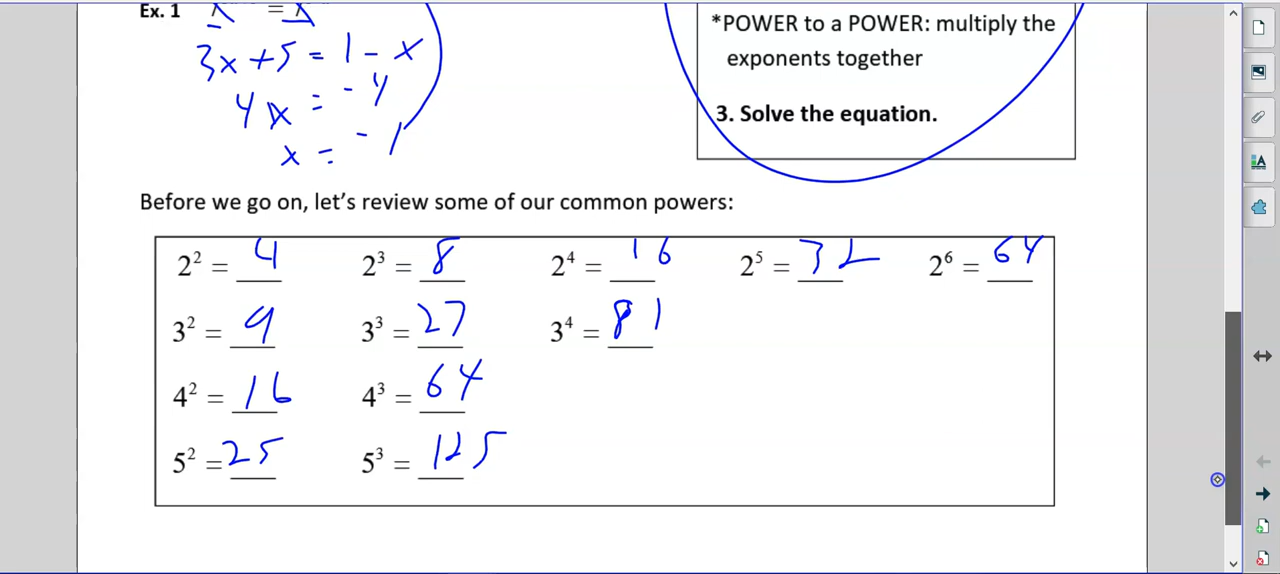 Ex. 1
=
3x + 5 = 1 - x
4x = -4
x = -1
*POWER to a POWER: multiply the
exponents together
3. Solve the equation.
Before we go on, let's review some of our common powers:
2² = 4 2³ = 8 2⁴ = 16 2⁵ = 32 2⁶ = 64
3² = 9 3³ = 27 3⁴ = 81
4² = 16 4³ = 64
5² = 25 5³ = 125